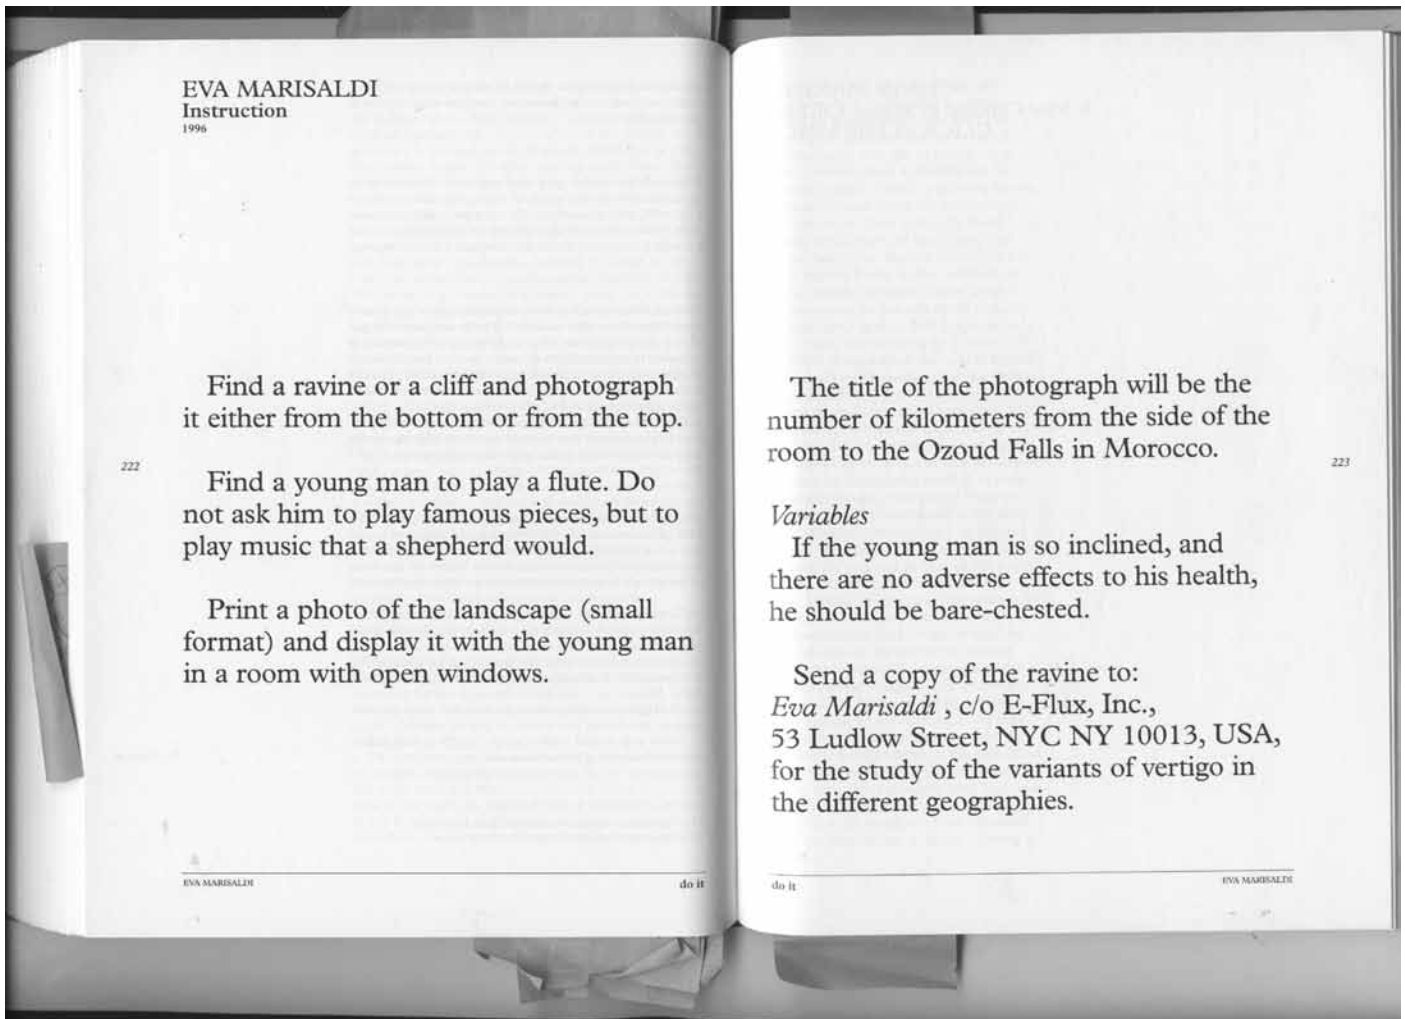 EVA MARISALDI
Instruction
1996
Find a ravine or a cliff and photograph
it either from the bottom or from the top.
222
Find a young man to play a flute. Do
not ask him to play famous pieces, but to
play music that a shepherd would.
Print a photo of the landscape (small
format) and display it with the young man
in a room with open windows.
EVA MARISALDI
do it
The title of the photograph will be the
number of kilometers from the side of the
room to the Ozoud Falls in Morocco.
223
Variables
If the young man is so inclined, and
there are no adverse effects to his health,
he should be bare-chested.
Send a copy of the ravine to:
Eva Marisaldi , c/o E-Flux, Inc.,
53 Ludlow Street, NYC NY 10013, USA,
for the study of the variants of vertigo in
the different geographies.
do it
EVA MARISALDI